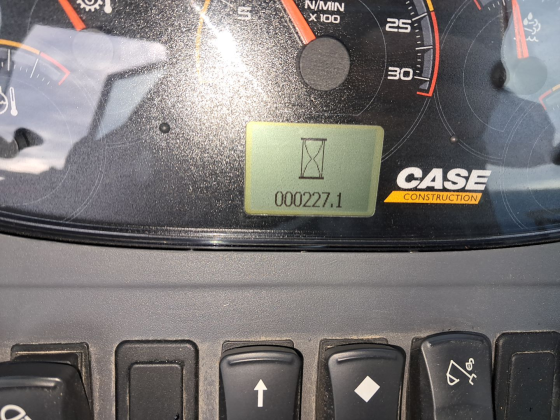 5
N/MIN
X 100
25
30
000227.1
CASE
CONSTRUCTION